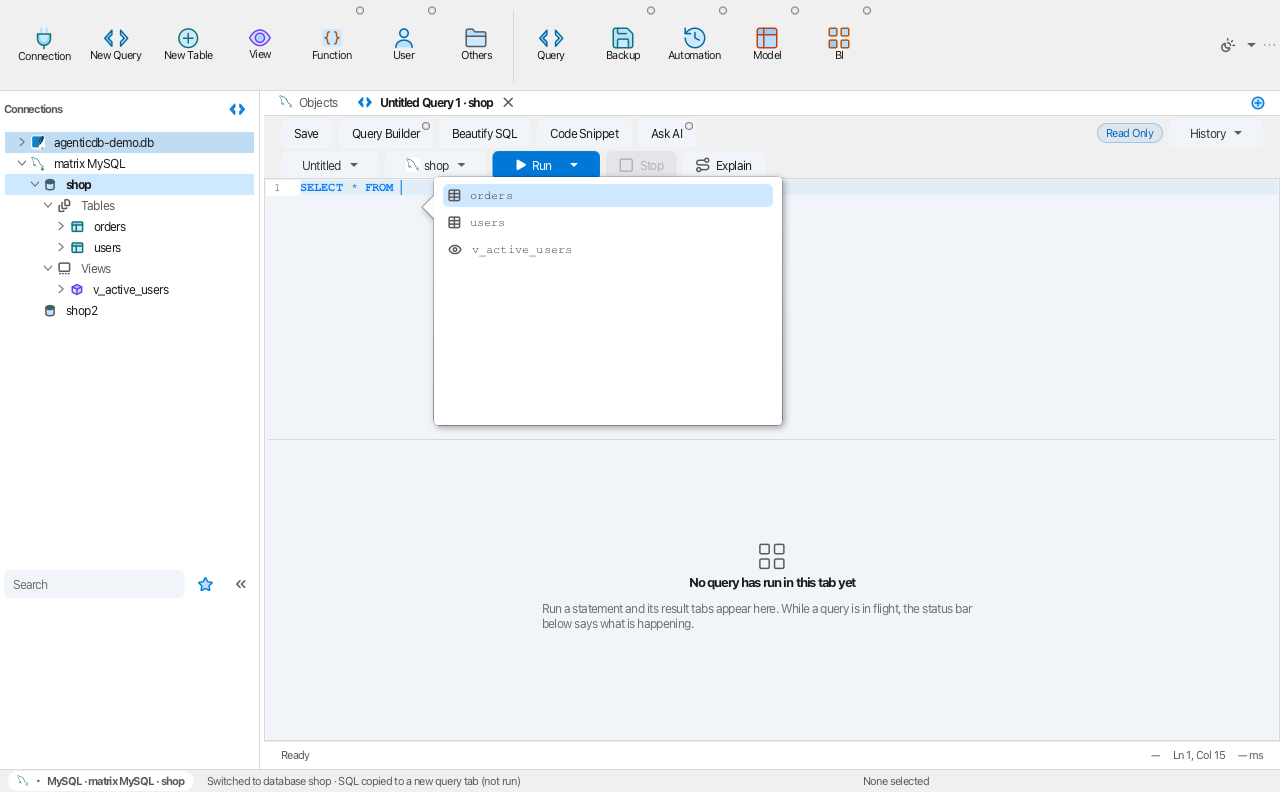 Connection
New Query
New Table
View
Function
User
Others
Query
Backup
Automation
Model
BI
Connections
agenticdb-demo.db
matrix MySQL
shop
Tables
orders
users
Views
v_active_users
shop2
Search
Objects
Untitled Query 1 · shop
Save
Query Builder
Beautify SQL
Code Snippet
Ask AI
Read Only
History
Untitled
shop
Run
Stop
Explain
1 SELECT * FROM
orders
users
v_active_users
No query has run in this tab yet
Run a statement and its result tabs appear here. While a query is in flight, the status bar
below says what is happening.
Ready
— Ln 1, Col 15 — ms
MySQL · matrix MySQL · shop
Switched to database shop · SQL copied to a new query tab (not run)
None selected